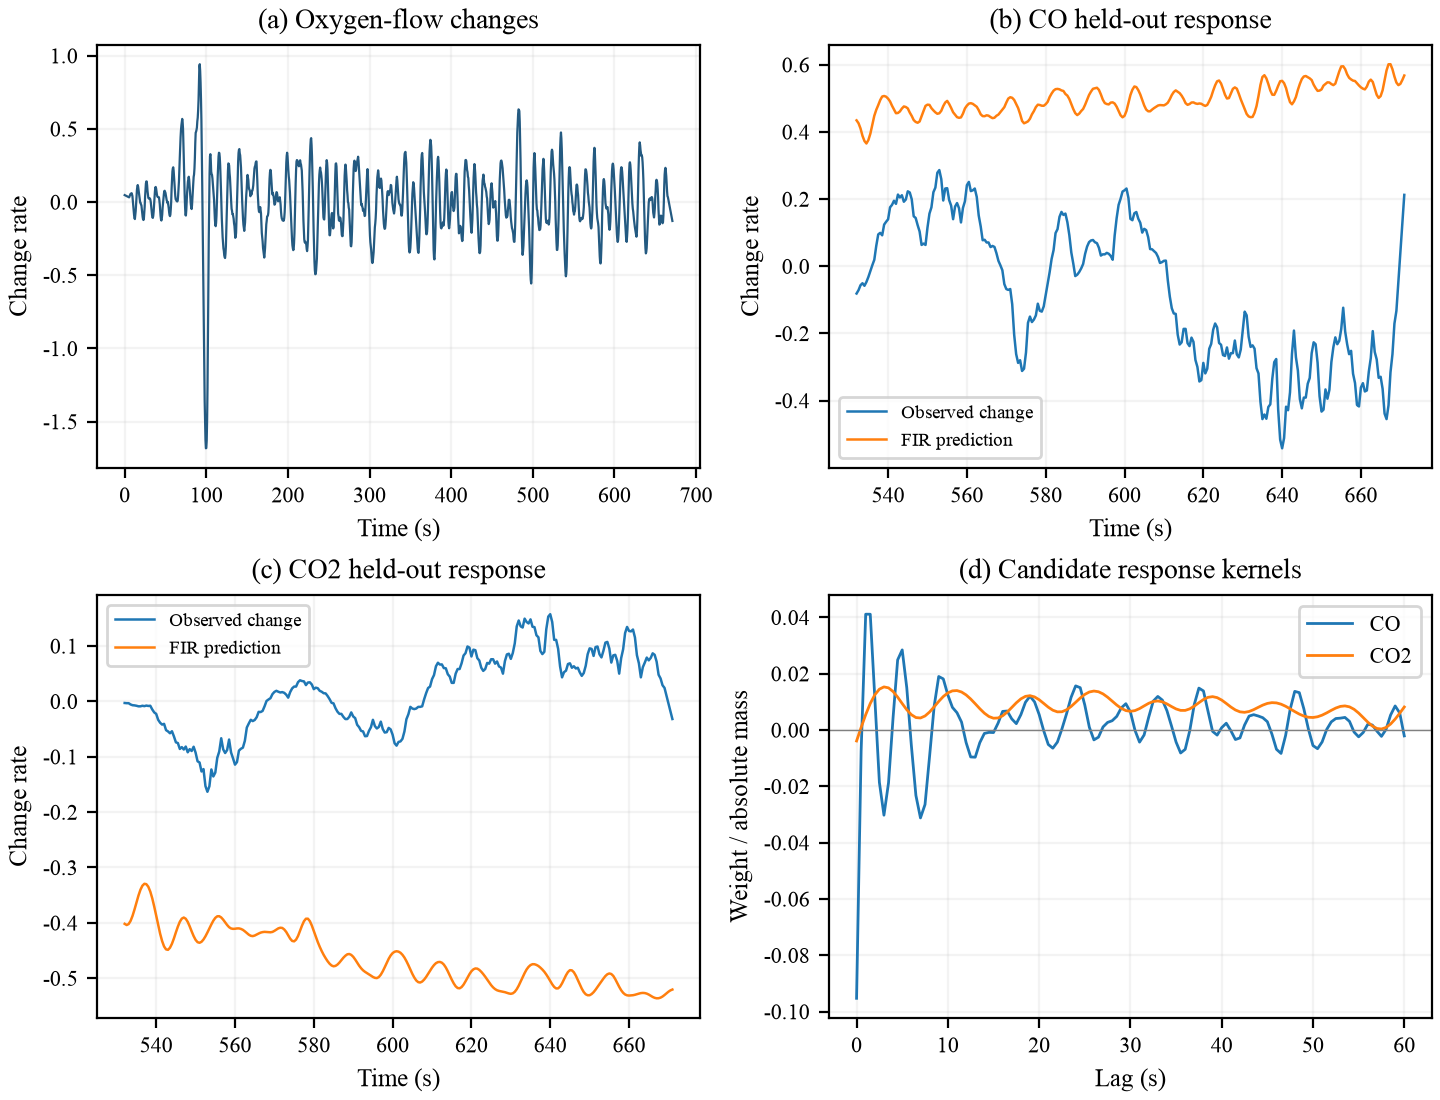 (a) Oxygen-flow changes
1.0
0.5
0.0
-0.5
-1.0
-1.5
Change rate
0 100 200 300 400 500 600 700
Time (s)
(b) CO held-out response
0.6
0.4
0.2
0.0
-0.2
-0.4
Change rate
Observed change
FIR prediction
540 560 580 600 620 640 660
Time (s)
(c) CO2 held-out response
Observed change
FIR prediction
0.1
0.0
-0.1
-0.2
-0.3
-0.4
-0.5
Change rate
540 560 580 600 620 640 660
Time (s)
(d) Candidate response kernels
CO
CO2
0.04
0.02
0.00
-0.02
-0.04
-0.06
-0.08
-0.10
Weight / absolute mass
0 10 20 30 40 50 60
Lag (s)